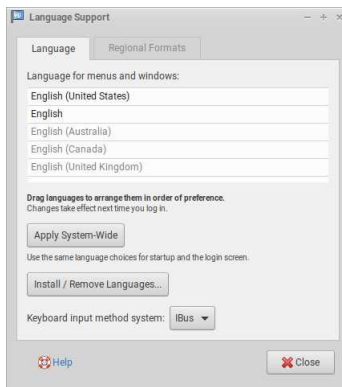 Language Support
Language
Regional Formats
Language for menus and windows:
English (United States)
English
English (Australia)
English (Canada)
English (United Kingdom)
Drag languages to arrange them in order of preference.
Changes take effect next time you log in.
Apply System-Wide
Use the same language choices for startup and the login screen.
Install / Remove Languages...
Keyboard input method system: IBus
Help
Close